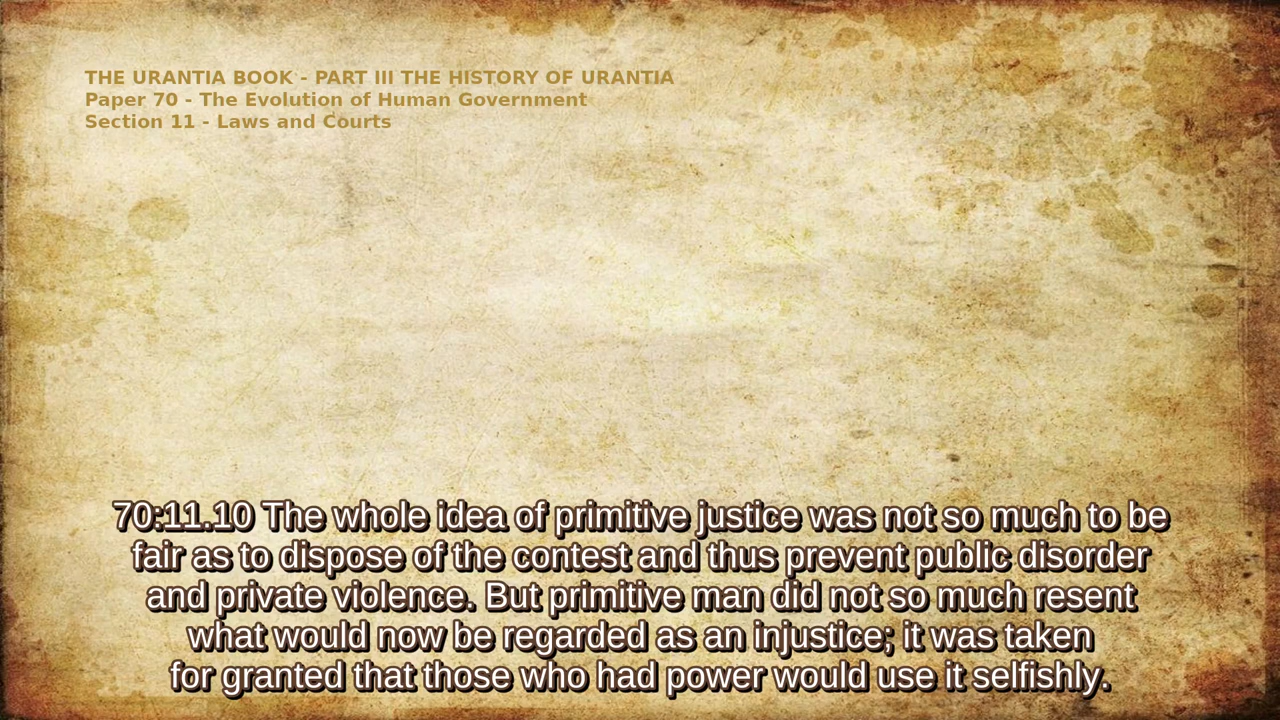 THE URANTIA BOOK - PART III THE HISTORY OF URANTIA
Paper 70 - The Evolution of Human Government
Section 11 - Laws and Courts
70:11.10 The whole idea of primitive justice was not so much to be
fair as to dispose of the contest and thus prevent public disorder
and private violence. But primitive man did not so much resent
what would now be regarded as an injustice; it was taken
for granted that those who had power would use it selfishly.